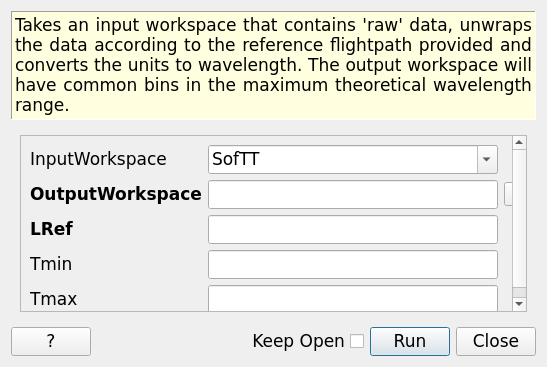 Takes an input workspace that contains 'raw' data, unwraps
the data according to the reference flightpath provided and
converts the units to wavelength. The output workspace will
have common bins in the maximum theoretical wavelength
range.
InputWorkspace SofTT
OutputWorkspace
LRef
Tmin
Tmax
? Keep Open Run Close